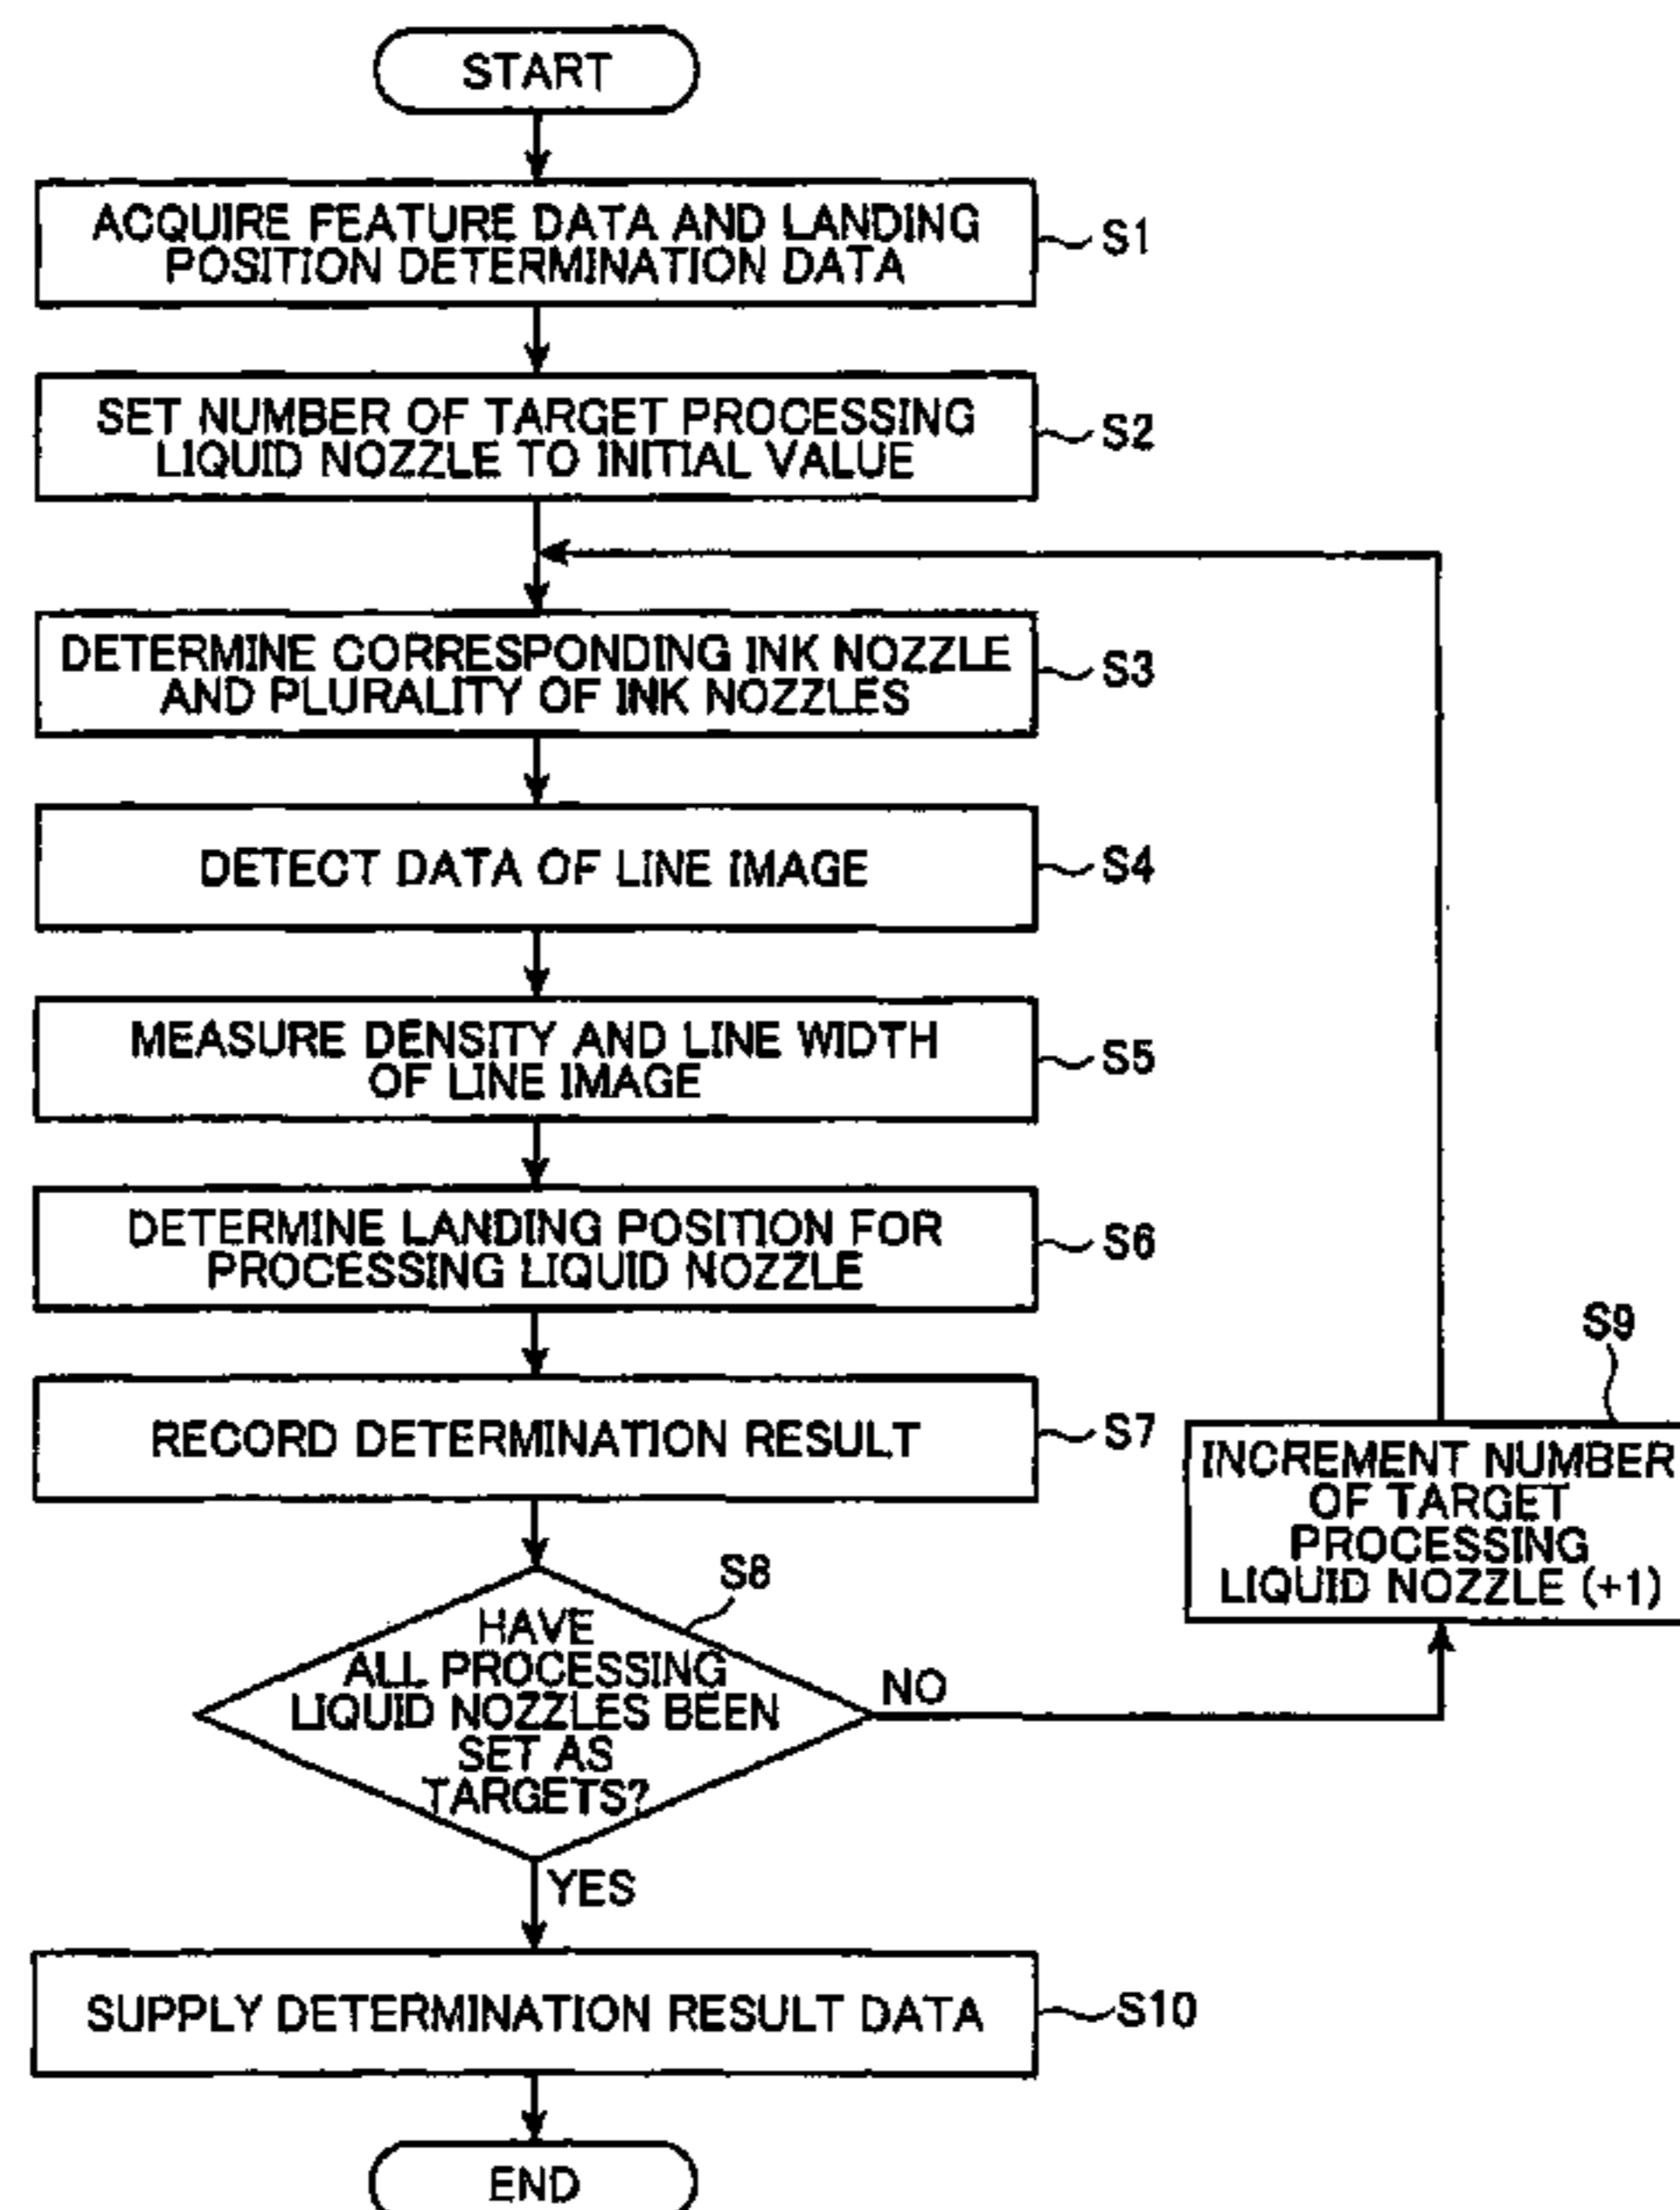 START
ACQUIRE FEATURE DATA AND LANDING
POSITION DETERMINATION DATA
S1
SET NUMBER OF TARGET PROCESSING
LIQUID NOZZLE TO INITIAL VALUE
S2
DETERMINE CORRESPONDING INK NOZZLE
AND PLURALITY OF INK NOZZLES
S3
DETECT DATA OF LINE IMAGE
S4
MEASURE DENSITY AND LINE WIDTH
OF LINE IMAGE
S5
DETERMINE LANDING POSITION FOR
PROCESSING LIQUID NOZZLE
S6
RECORD DETERMINATION RESULT
S7
HAVE
ALL PROCESSING
LIQUID NOZZLES BEEN
SET AS
TARGETS?
S8
NO
S9
INCREMENT NUMBER
OF TARGET
PROCESSING
LIQUID NOZZLE (+1)
YES
SUPPLY DETERMINATION RESULT DATA
S10
END